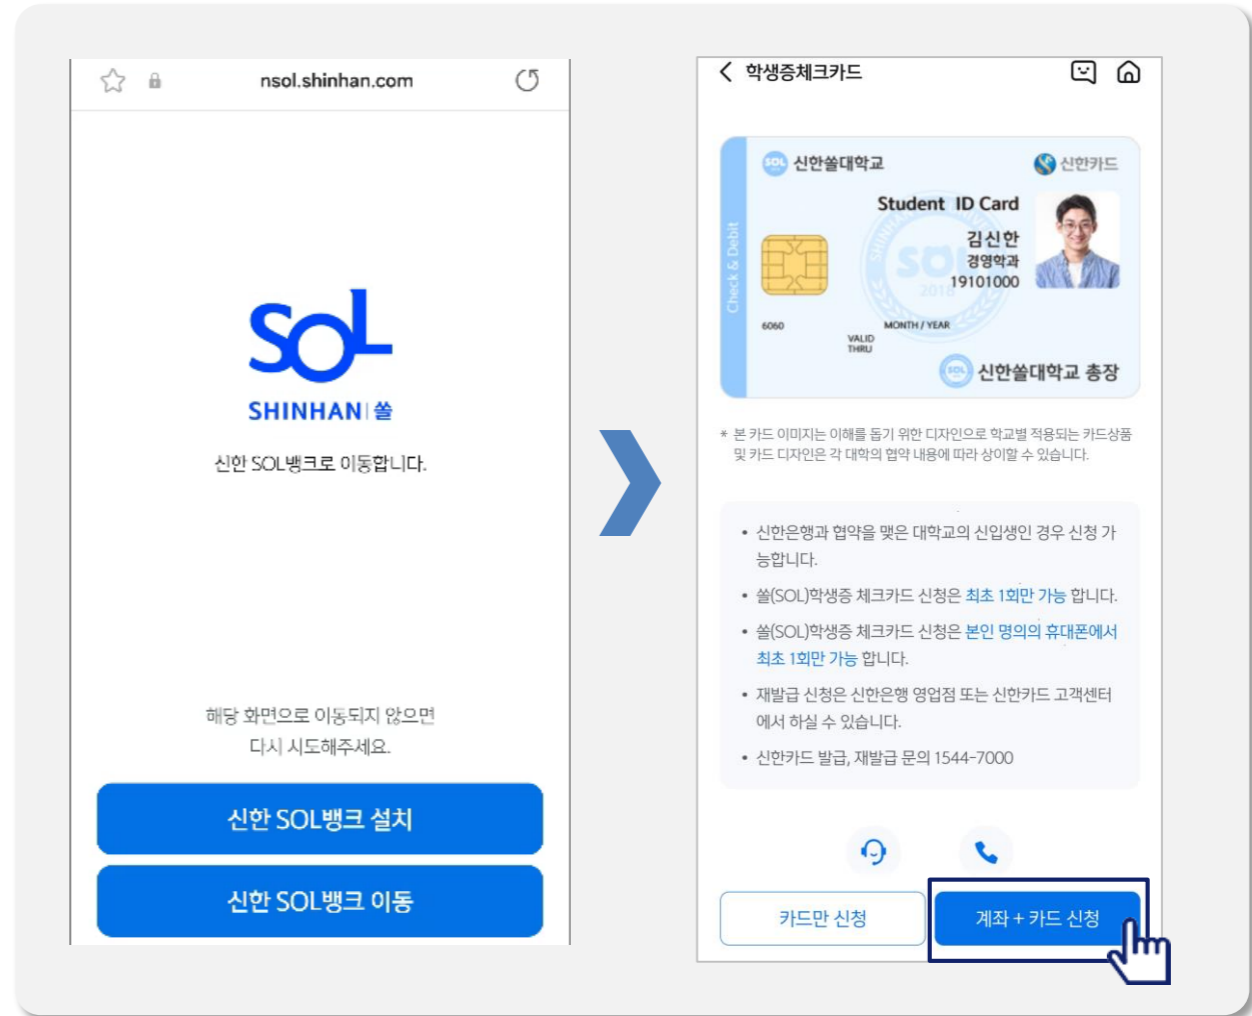 nsol.shinhan.com
SOL
SHINHAN 쏠
신한 SOL뱅크로 이동합니다.
해당 화면으로 이동되지 않으면
다시 시도해주세요.
신한 SOL뱅크 설치
신한 SOL뱅크 이동
학생증체크카드
SOL 신한쏠대학교
신한카드
Check & Debit
Student ID Card
김신한
경영학과
19101000
SOL
2018
6060
MONTH / YEAR
VALID
THRU
SOL 신한쏠대학교 총장
* 본 카드 이미지는 이해를 돕기 위한 디자인으로 학교별 적용되는 카드상품
및 카드 디자인은 각 대학의 협약 내용에 따라 상이할 수 있습니다.
• 신한은행과 협약을 맺은 대학교의 신입생인 경우 신청 가
능합니다.
• 쏠(SOL)학생증 체크카드 신청은 최초 1회만 가능 합니다.
• 쏠(SOL)학생증 체크카드 신청은 본인 명의의 휴대폰에서
최초 1회만 가능 합니다.
• 재발급 신청은 신한은행 영업점 또는 신한카드 고객센터
에서 하실 수 있습니다.
• 신한카드 발급, 재발급 문의 1544-7000
카드만 신청
계좌 + 카드 신청